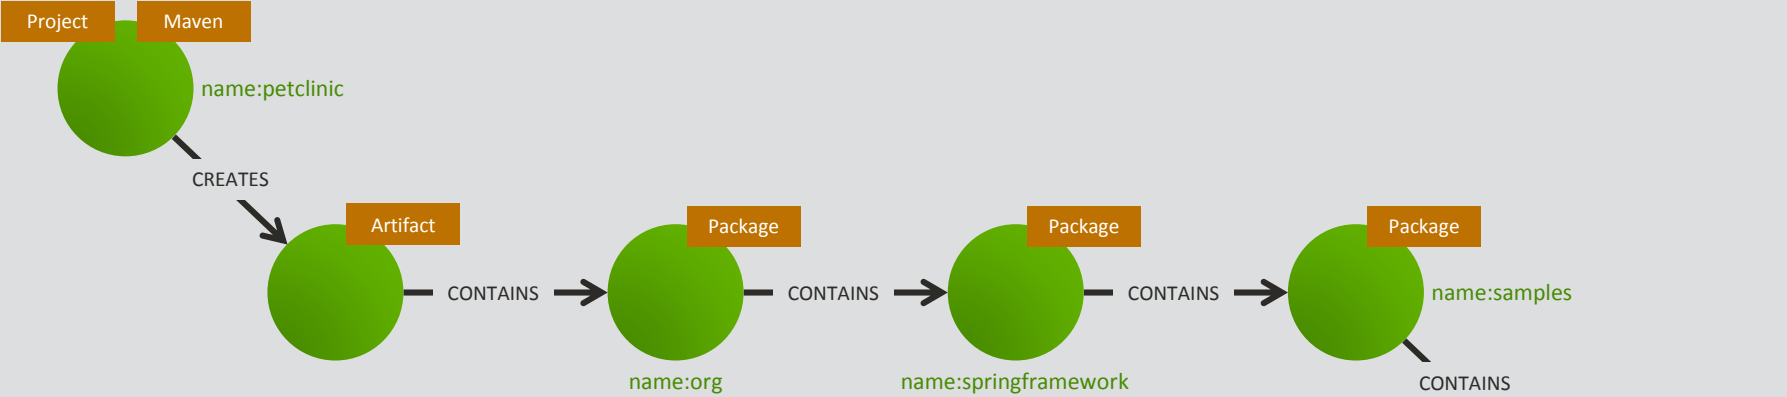 Project
Maven
name:petclinic
CREATES
Artifact
Package
Package
Package
CONTAINS
CONTAINS
CONTAINS
name:samples
name:org
name:springframework
CONTAINS